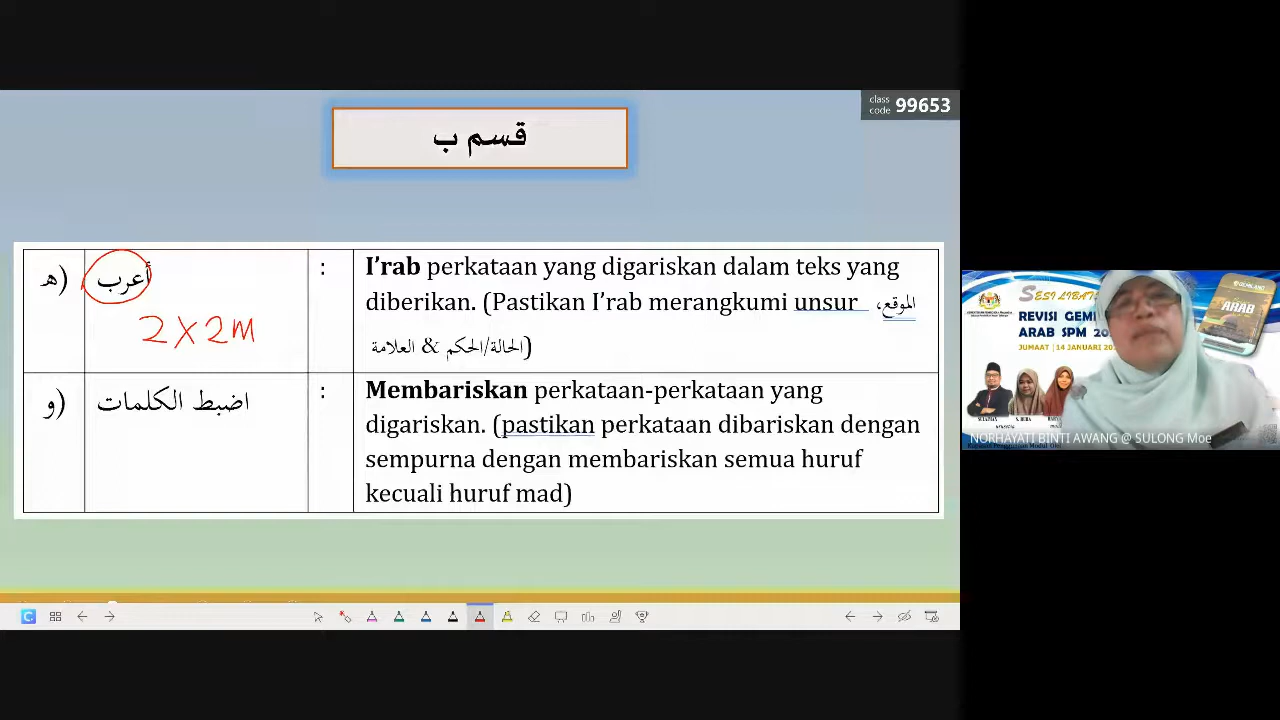 class code 99653
قسم ب
هـ) أعرب : I'rab perkataan yang digariskan dalam teks yang
diberikan. (Pastikan I'rab merangkumi unsur الموقع،
الحالة/الحكم & العلامة)
2 X 2m
و) اضبط الكلمات : Membariskan perkataan-perkataan yang
digariskan. (pastikan perkataan dibariskan dengan
sempurna dengan membariskan semua huruf
kecuali huruf mad)
SESI LIBAT
REVISI GEM
ARAB SPM 20
JUMAAT | 14 JANUARI 20
ARAB
NORHAYATI BINTI AWANG @ SULONG Moe